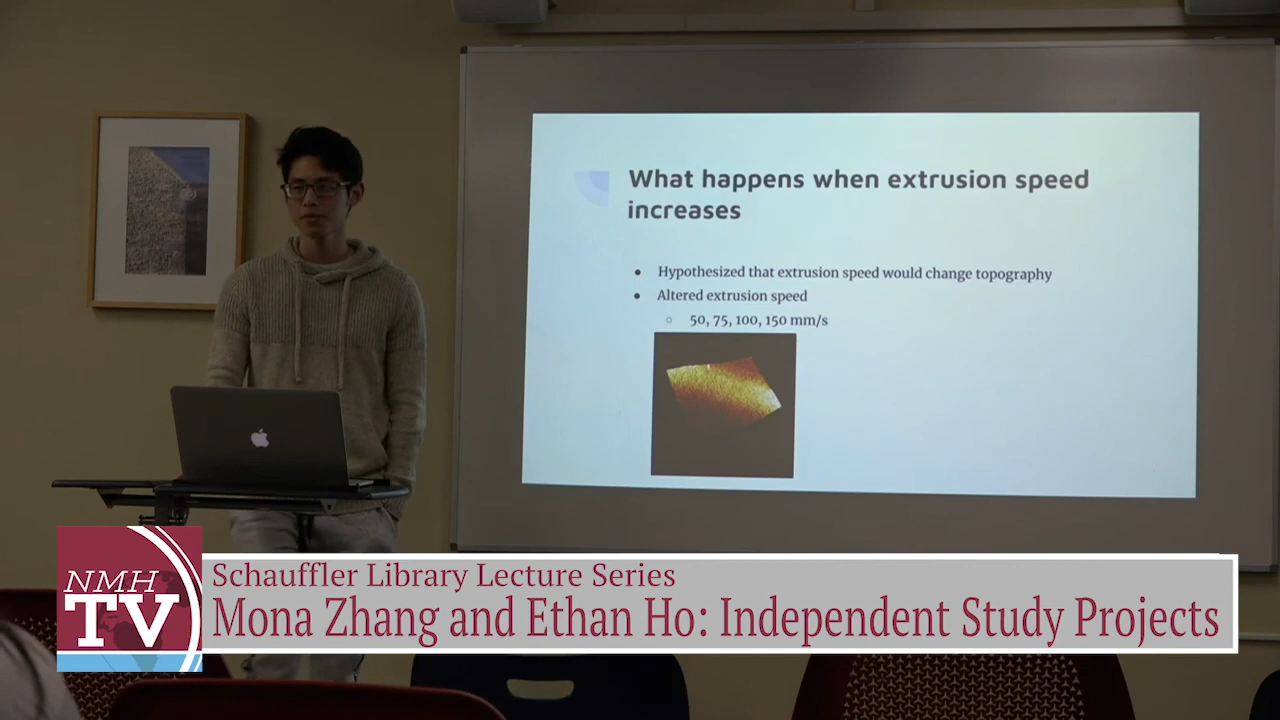 What happens when extrusion speed
increases
● Hypothesized that extrusion speed would change topography
● Altered extrusion speed
○ 50, 75, 100, 150 mm/s
NMH
TV
Schauffler Library Lecture Series
Mona Zhang and Ethan Ho: Independent Study Projects